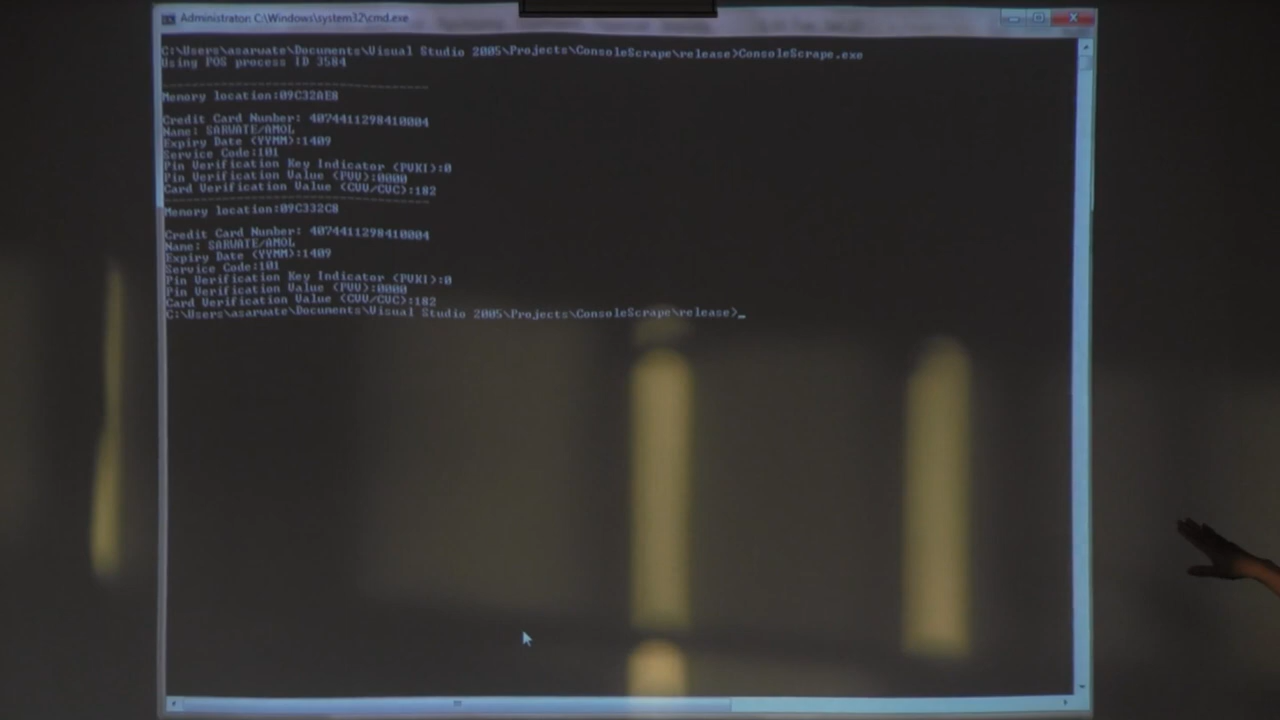 Administrator: C:\Windows\system32\cmd.exe
C:\Users\asarwate\Documents\Visual Studio 2005\Projects\ConsoleScrape\release>ConsoleScrape.exe
Using POS process ID 3584
Memory location:09C32AE8
Credit Card Number: 4074411298410004
Name: SARWATE/AMOL
Expiry Date (YYMM):1409
Service Code:101
Pin Verification Key Indicator (PVKI):0
Pin Verification Value (PVV):0000
Card Verification Value (CVV/CVC):182
Memory location:09C332C8
Credit Card Number: 4074411298410004
Name: SARWATE/AMOL
Expiry Date (YYMM):1409
Service Code:101
Pin Verification Key Indicator (PVKI):0
Pin Verification Value (PVV):0000
Card Verification Value (CVV/CVC):182
C:\Users\asarwate\Documents\Visual Studio 2005\Projects\ConsoleScrape\release>_